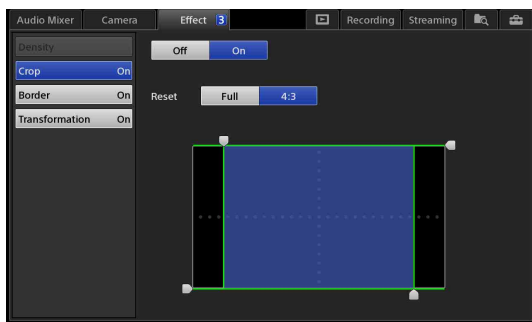 Audio Mixer Camera Effect 3 Recording Streaming
Density
Off On
Crop On
Border On
Reset Full 4:3
Transformation On